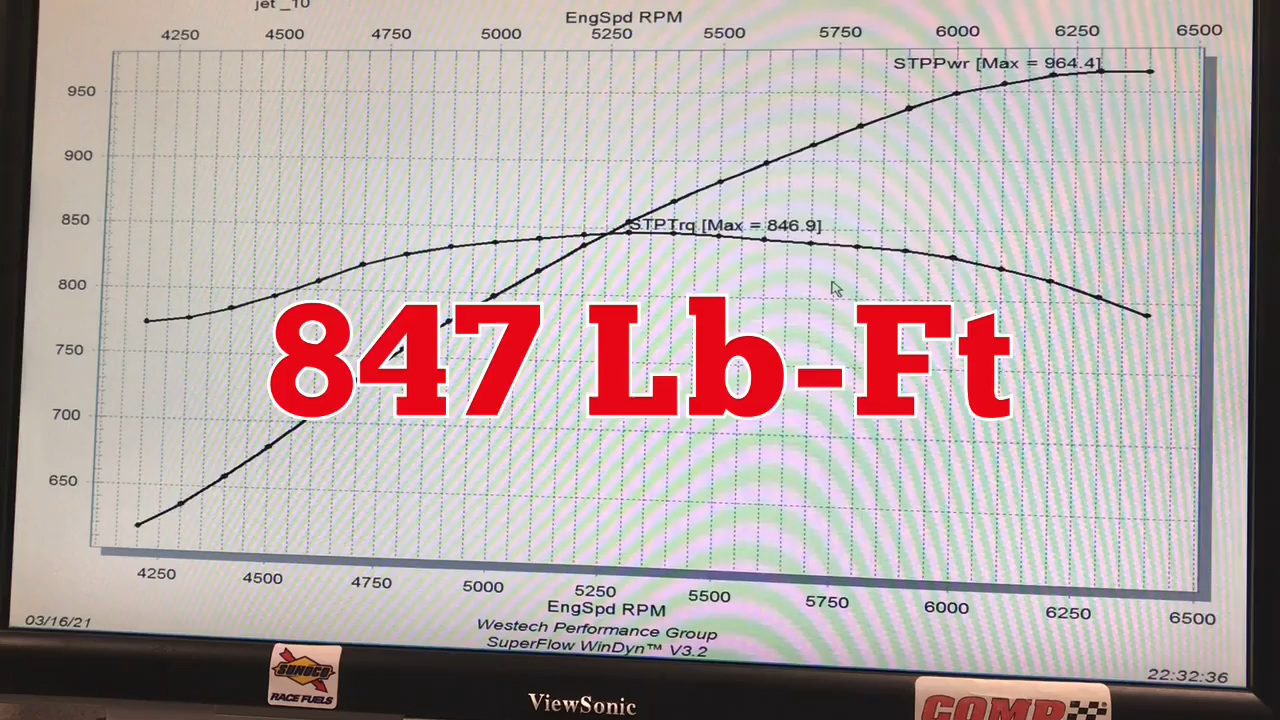 jet _10
EngSpd RPM
4250 4500 4750 5000 5250 5500 5750 6000 6250 6500
STPPwr [Max = 964.4]
950
900
850
STPTrq [Max = 846.9]
800
847 Lb-Ft
750
700
650
4250 4500 4750 5000 5250 5500 5750 6000 6250 6500
EngSpd RPM
Westech Performance Group
SuperFlow WinDyn™ V3.2
03/16/21
22:32:36
SUNOCO
RACE FUELS
ViewSonic
COMP